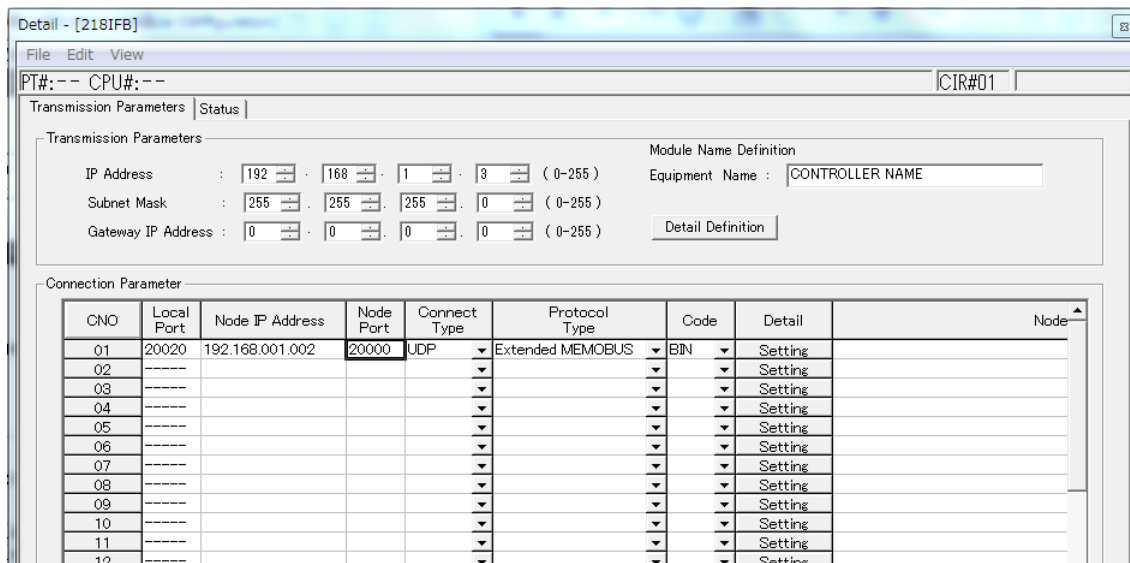 Detail - [218IFB]
File Edit View
PT#:-- CPU#:-- CIR#01
Transmission Parameters Status
Transmission Parameters
Module Name Definition
IP Address : 192 . 168 . 1 . 3 ( 0-255 )
Equipment Name : CONTROLLER NAME
Subnet Mask : 255 . 255 . 255 . 0 ( 0-255 )
Gateway IP Address : 0 . 0 . 0 . 0 ( 0-255 )
Detail Definition
Connection Parameter
CNO Local Port Node IP Address Node Port Connect Type Protocol Type Code Detail Node
01 20020 192.168.001.002 20000 UDP Extended MEMOBUS BIN Setting
02 ----- Setting
03 ----- Setting
04 ----- Setting
05 ----- Setting
06 ----- Setting
07 ----- Setting
08 ----- Setting
09 ----- Setting
10 ----- Setting
11 ----- Setting
12 ----- Setting